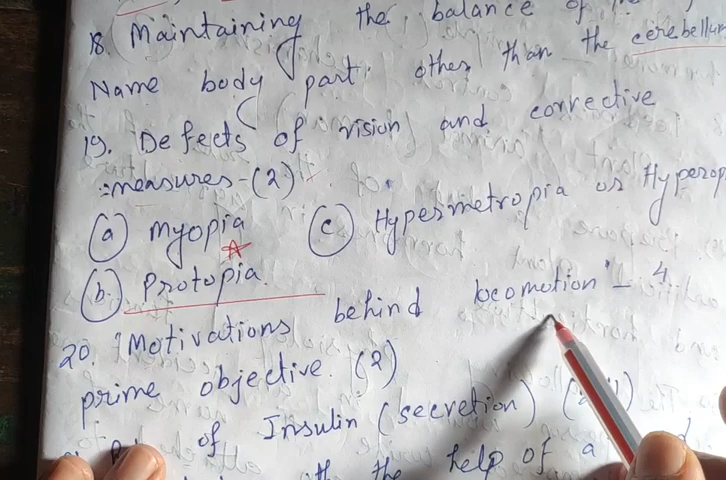 18. Maintaining the balance of the
Name body part other than the cerebellum
19. Defects of vision and corrective
measures - (2)
(a) Myopia (c) Hypermetropia or Hyperop
(b) Protopia.
20. Motivations behind locomotion - 4
prime objective. (2)
of Insulin (secretion)
the help of a